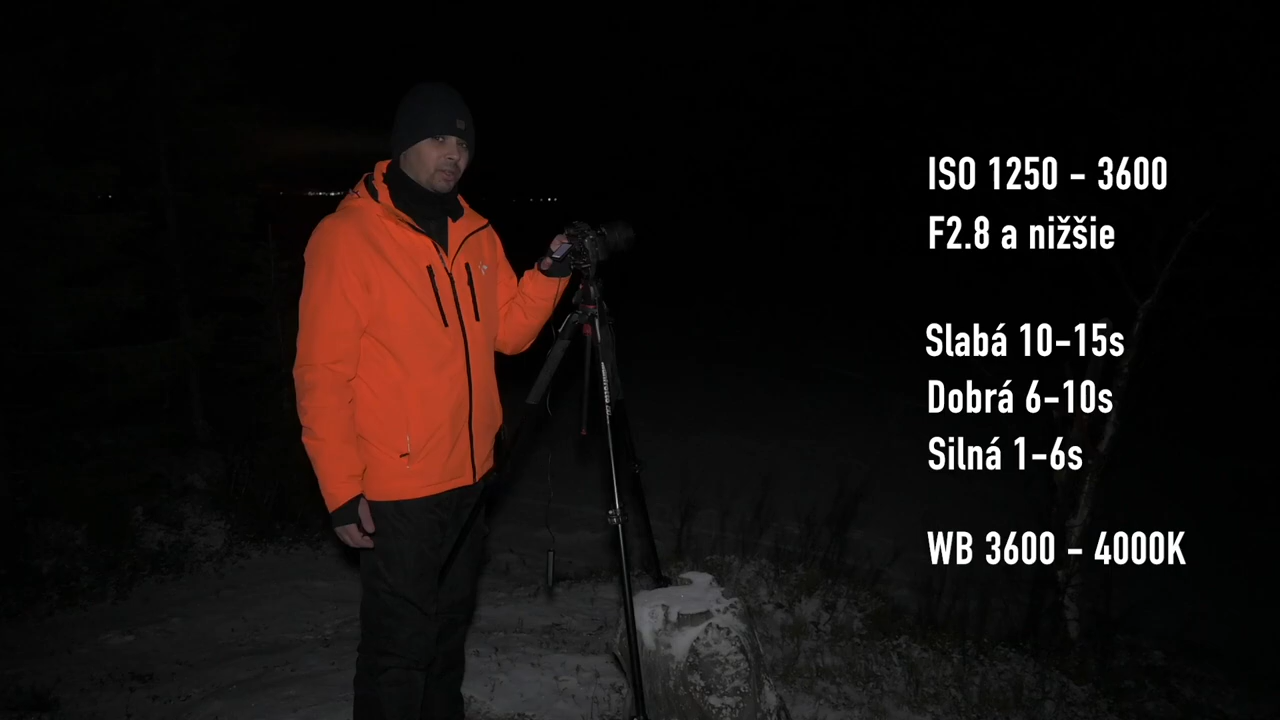 ISO 1250 - 3600
F2.8 a nižšie
Slabá 10-15s
Dobrá 6-10s
Silná 1-6s
WB 3600 - 4000K